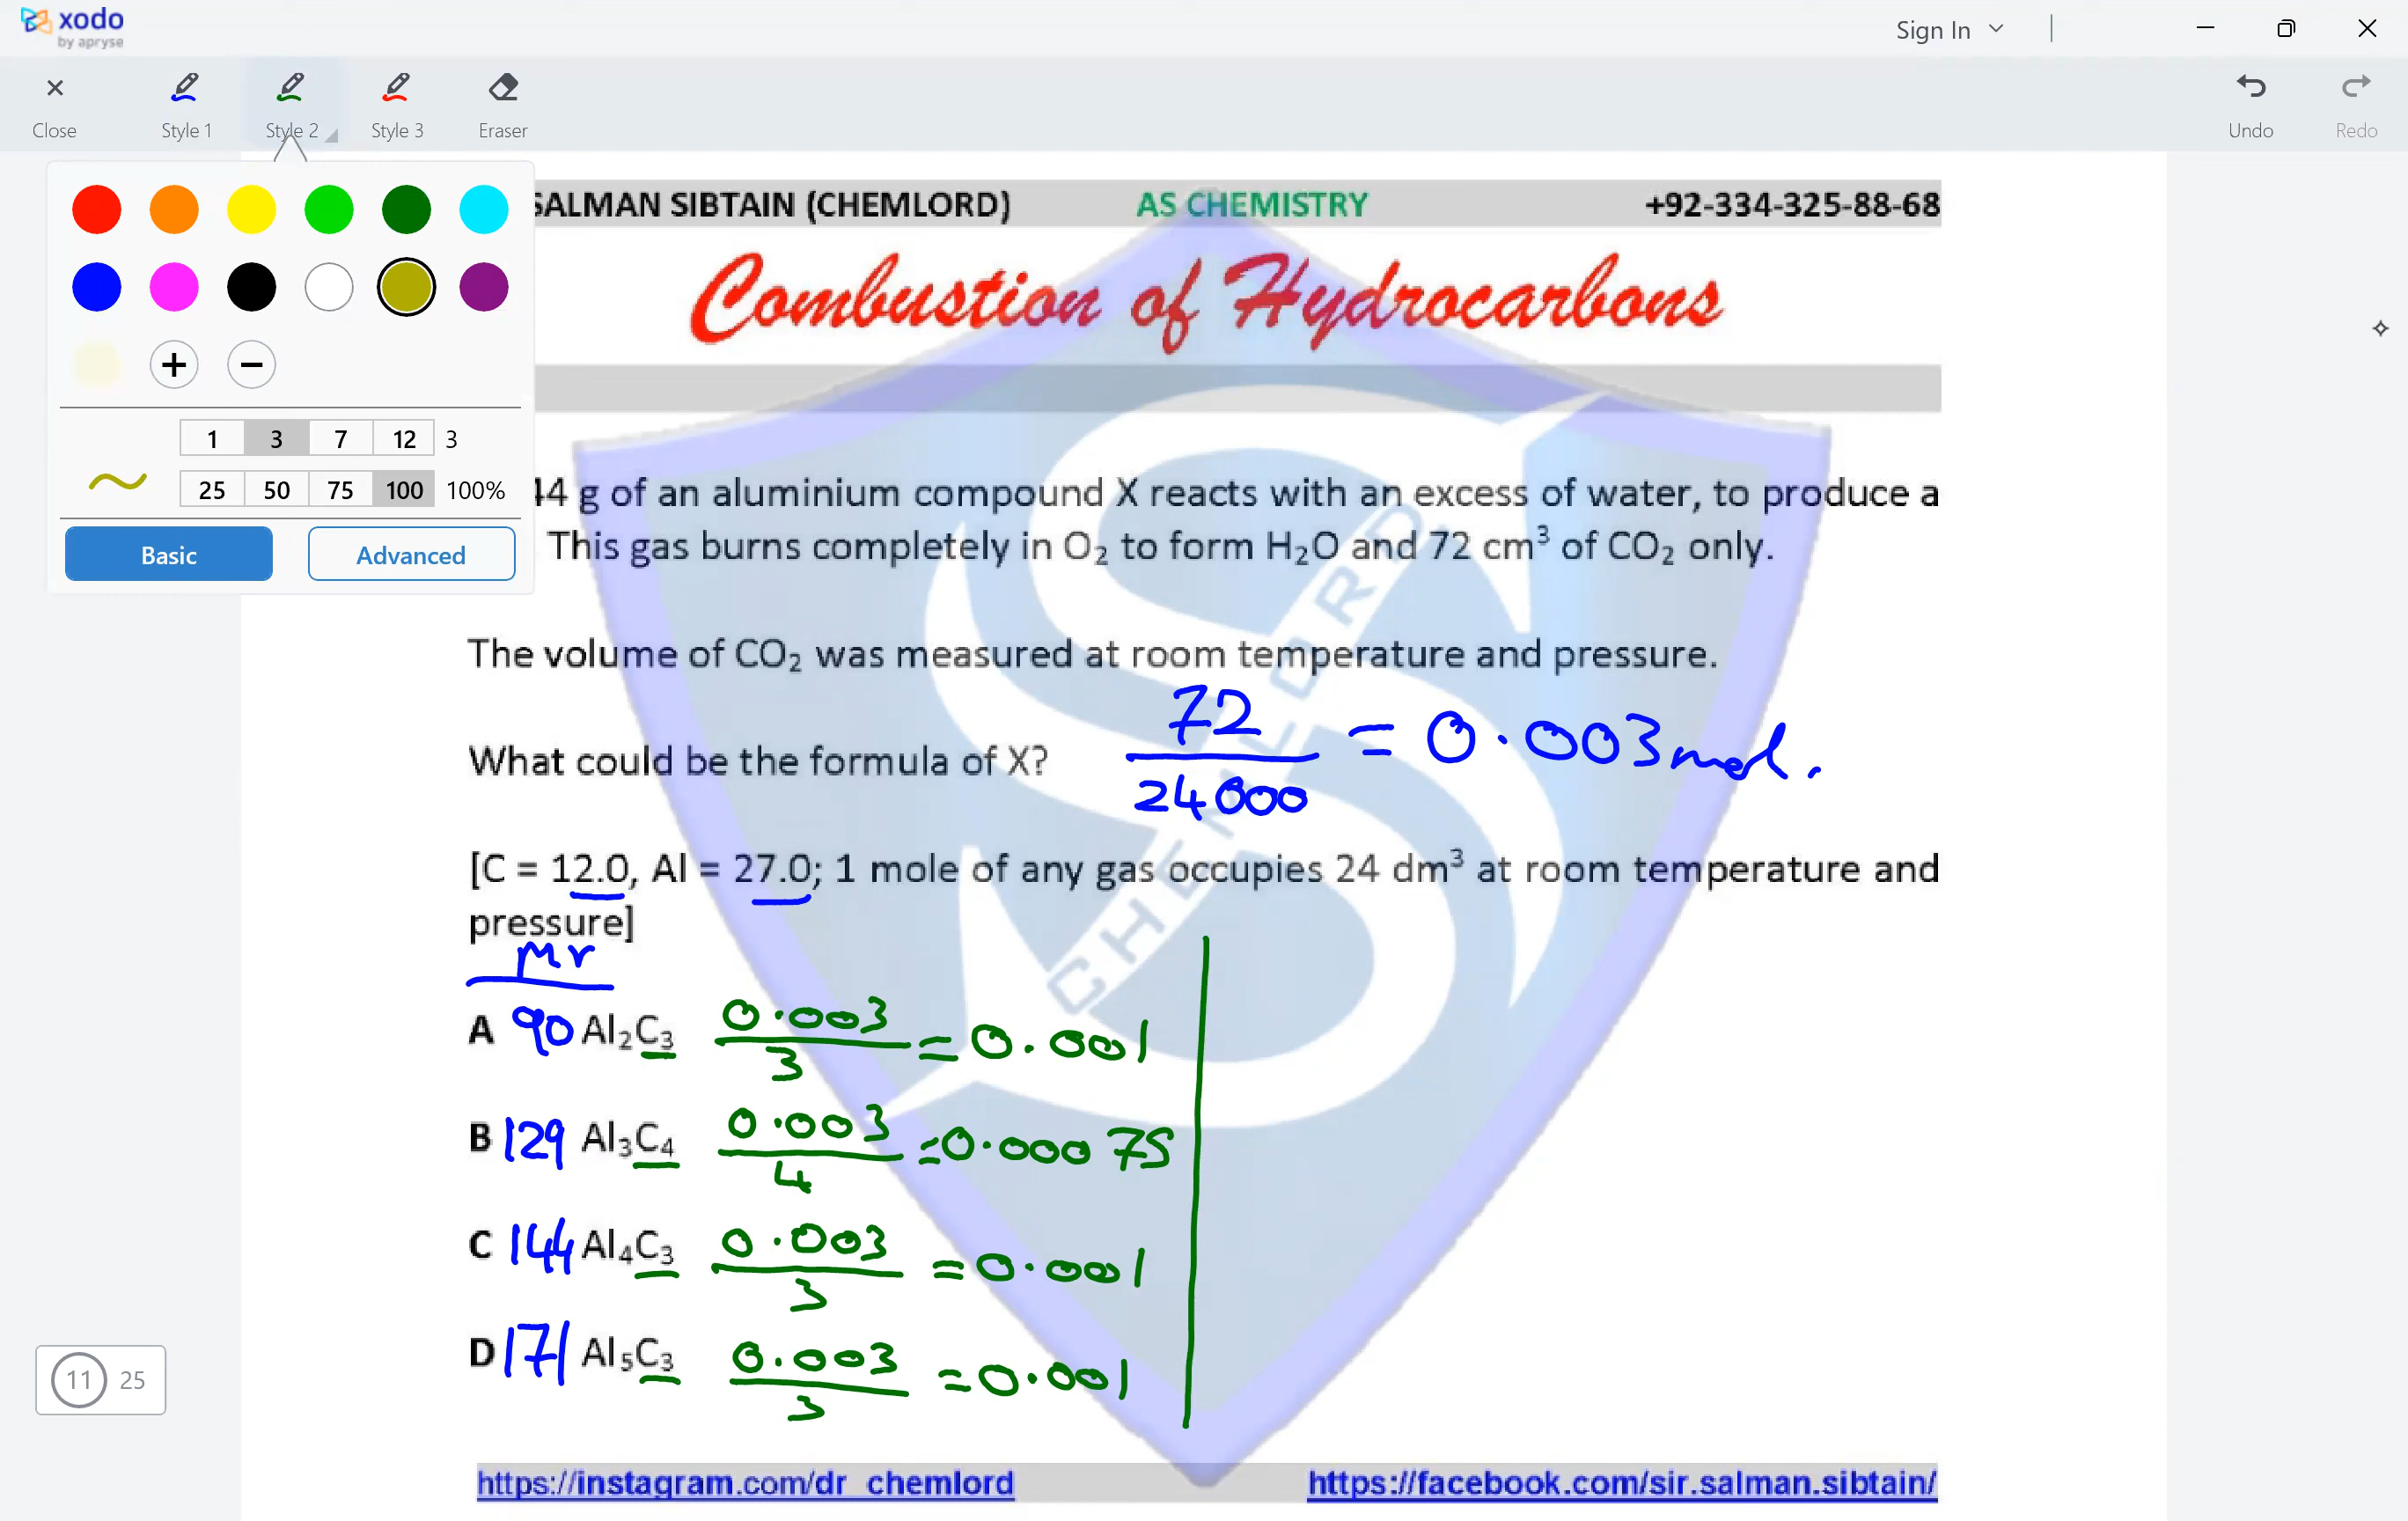 xodo
by apryse
Sign In
Close
Style 1
Style 2
Style 3
Eraser
Undo
Redo
SALMAN SIBTAIN (CHEMLORD) AS CHEMISTRY +92-334-325-88-68
Combustion of Hydrocarbons
1 3 7 12 3
25 50 75 100 100%
Basic Advanced
44 g of an aluminium compound X reacts with an excess of water, to produce a
This gas burns completely in O₂ to form H₂O and 72 cm³ of CO₂ only.
The volume of CO₂ was measured at room temperature and pressure.
72
What could be the formula of X? = 0.003 mol.
24000
[C = 12.0, Al = 27.0; 1 mole of any gas occupies 24 dm³ at room temperature and
pressure]
Mr
A 90 Al₂C₃ 0.003/3 = 0.001
B 129 Al₃C₄ 0.003/4 = 0.00075
C 144 Al₄C₃ 0.003/3 = 0.001
D 171 Al₅C₃ 0.003/3 = 0.001
CHEMLORD
11 25
https://instagram.com/dr_chemlord https://facebook.com/sir.salman.sibtain/